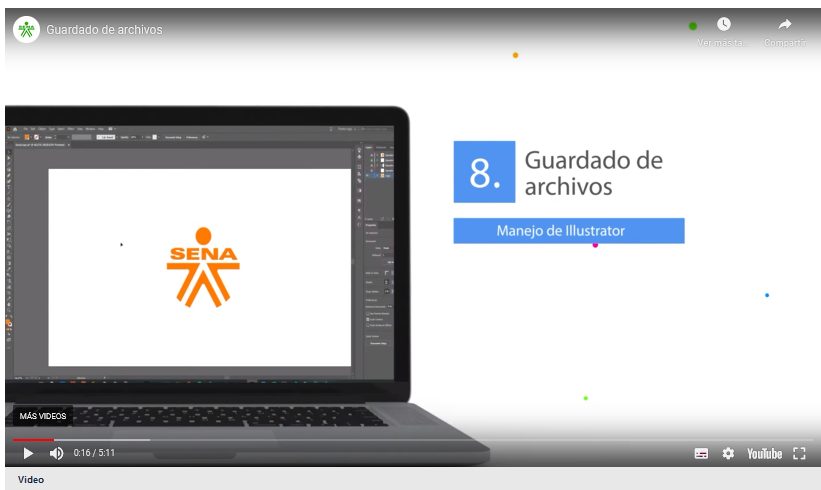 Guardado de archivos
Ver más ta...
Compartir
8.
Guardado de
archivos
Manejo de Illustrator
SENA
MÁS VIDEOS
0:16 / 5:11
YouTube
Video